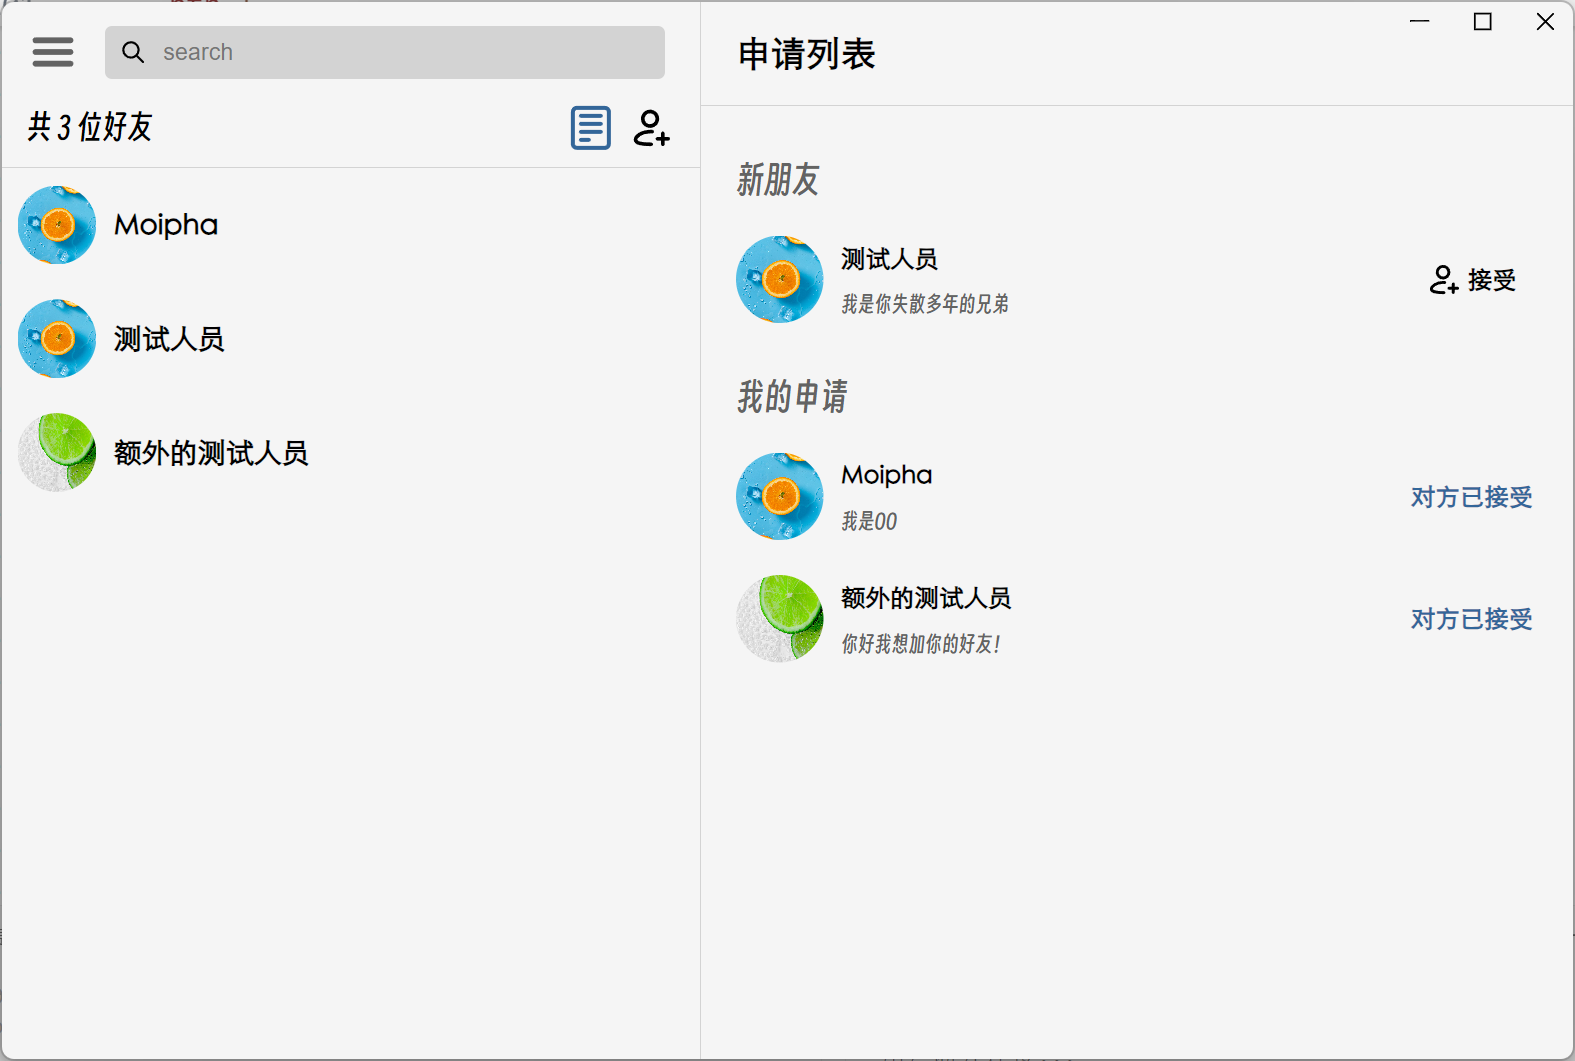 search
共 3 位好友
Moipha
测试人员
额外的测试人员
申请列表
新朋友
测试人员
我是你失散多年的兄弟
接受
我的申请
Moipha
我是OO
对方已接受
额外的测试人员
你好我想加你的好友！
对方已接受